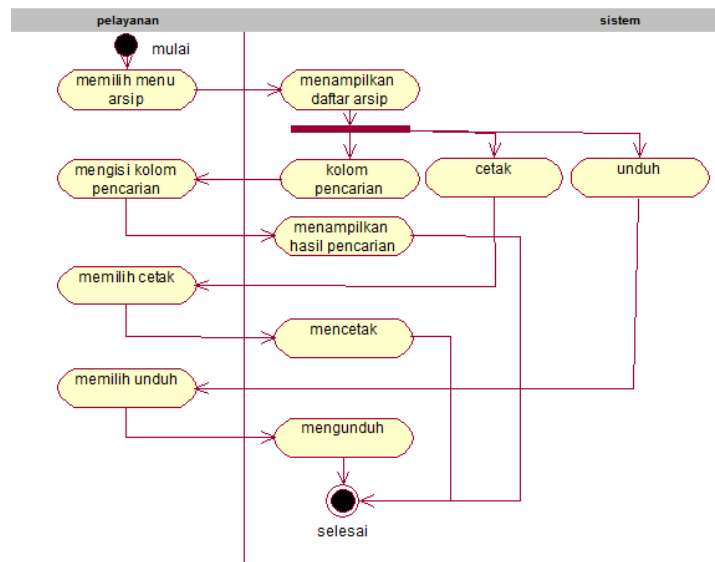 pelayanan
sistem
mulai
memilih menu
arsip
menampilkan
daftar arsip
mengisi kolom
pencarian
kolom
pencarian
cetak
unduh
menampilkan
hasil pencarian
memilih cetak
mencetak
memilih unduh
mengunduh
selesai